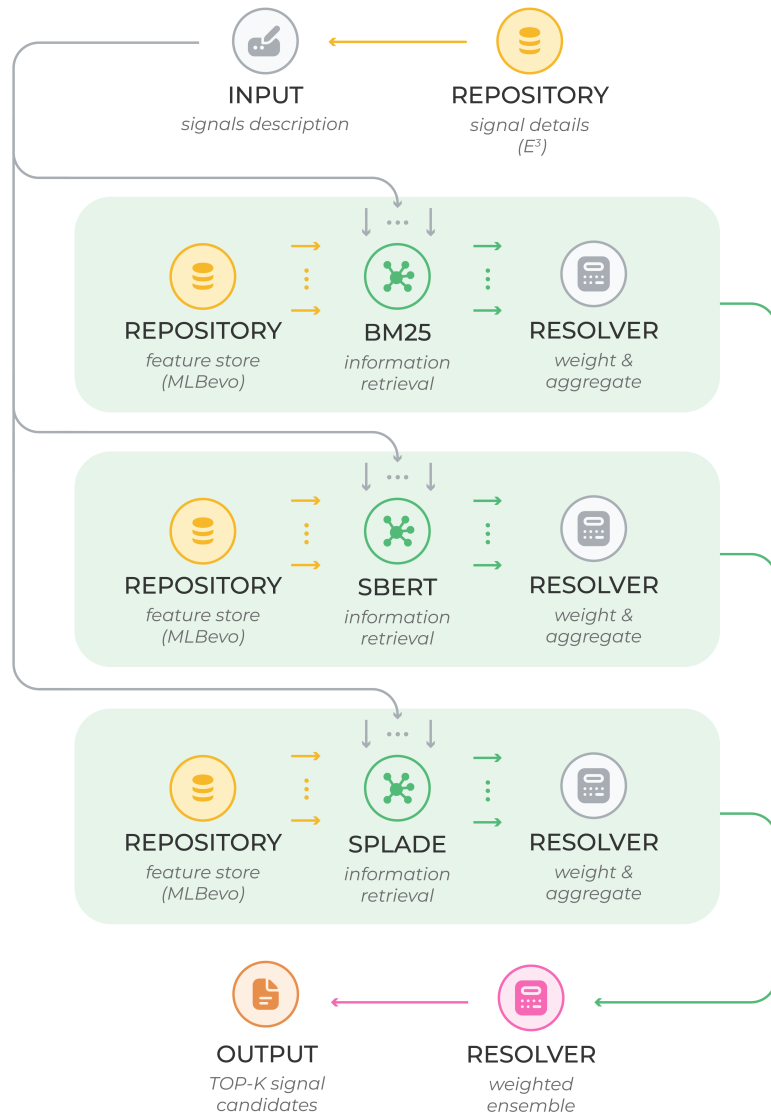 INPUT
signals description
REPOSITORY
signal details
(E³)
REPOSITORY
feature store
(MLBevo)
BM25
information
retrieval
RESOLVER
weight &
aggregate
REPOSITORY
feature store
(MLBevo)
SBERT
information
retrieval
RESOLVER
weight &
aggregate
REPOSITORY
feature store
(MLBevo)
SPLADE
information
retrieval
RESOLVER
weight &
aggregate
OUTPUT
TOP-K signal
candidates
RESOLVER
weighted
ensemble